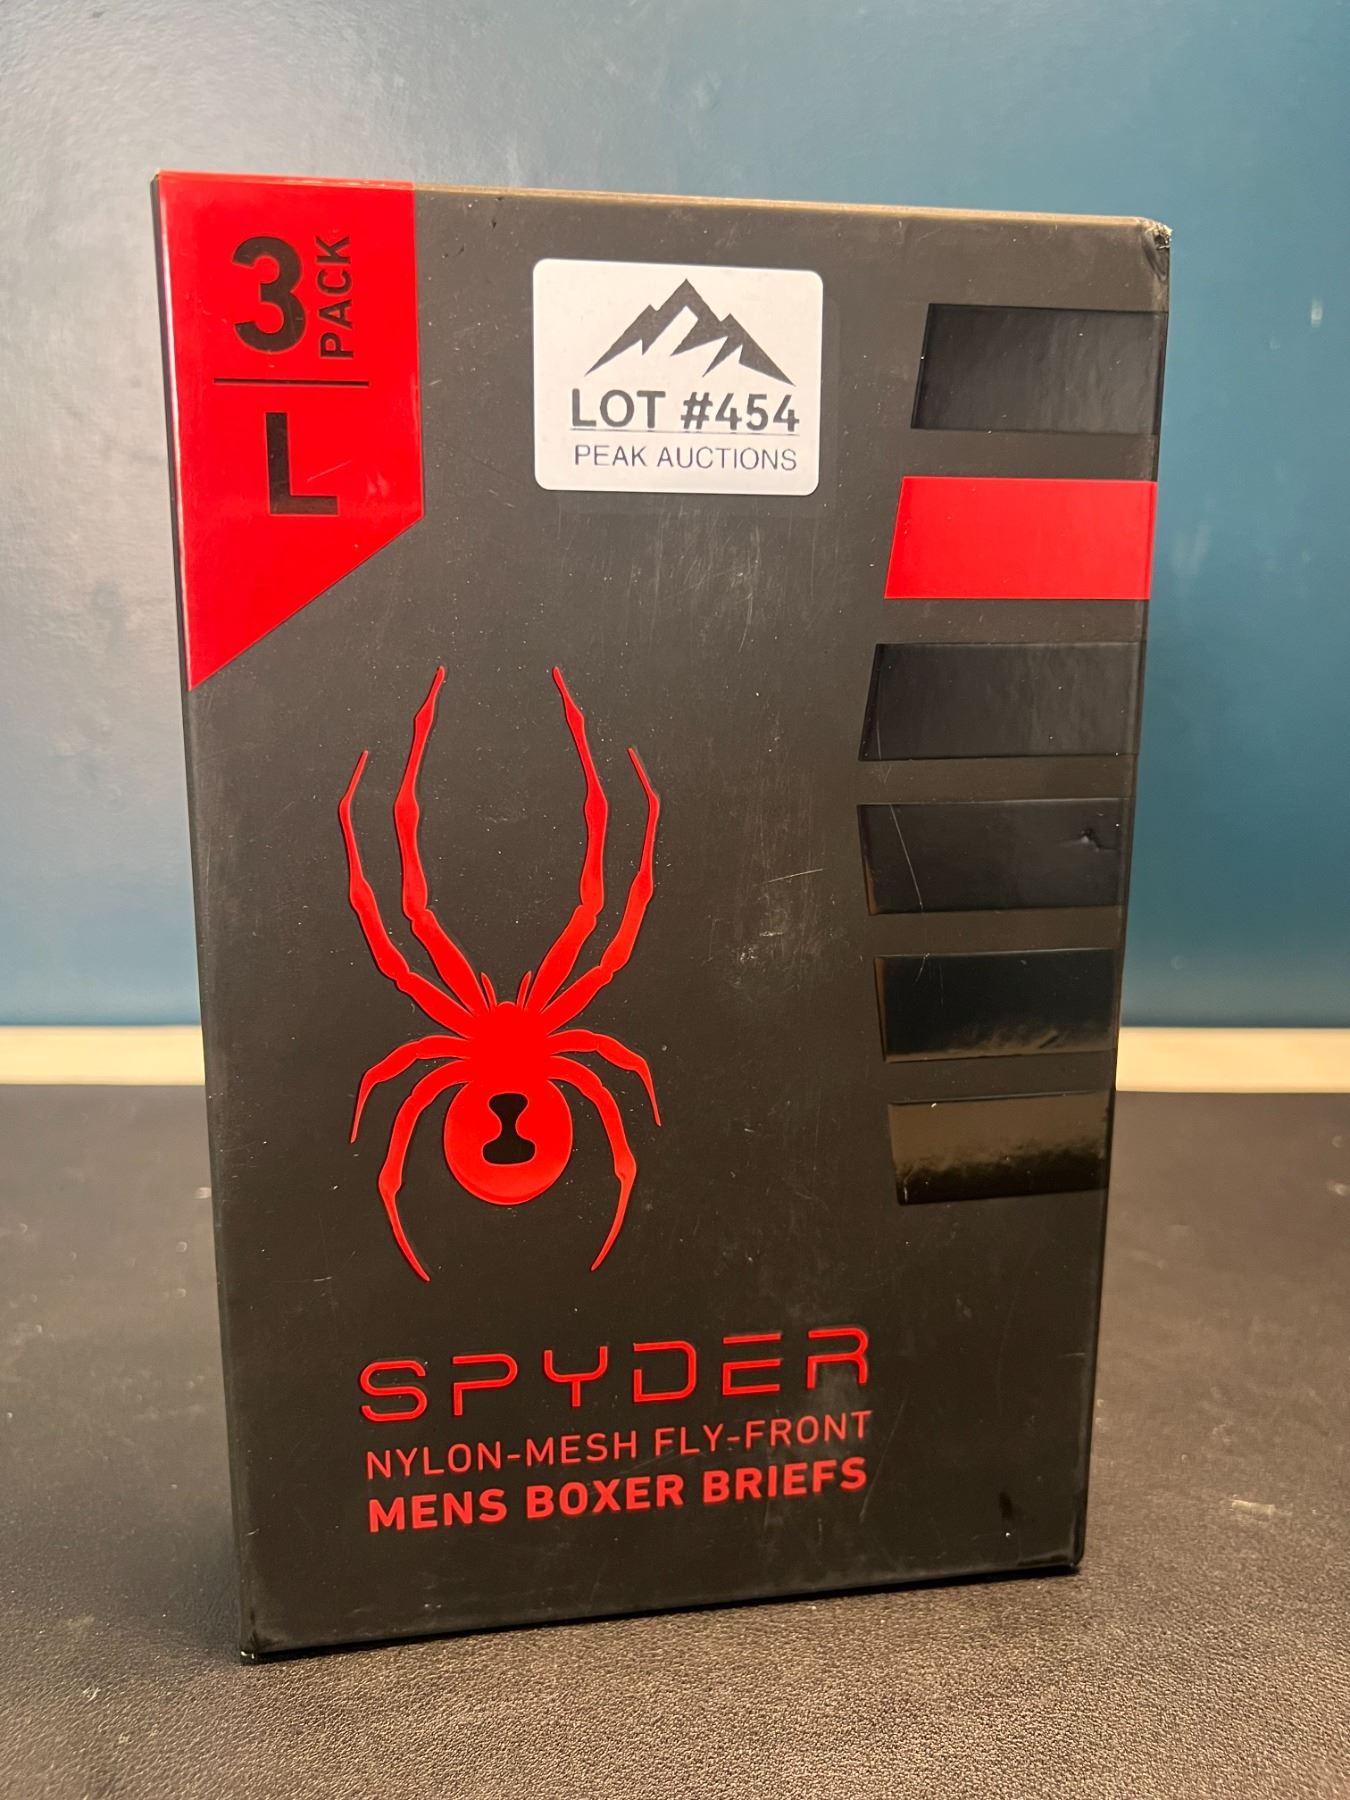 3
PACK
L
LOT #454
PEAK AUCTIONS
SPYDER
NYLON-MESH FLY-FRONT
MENS BOXER BRIEFS